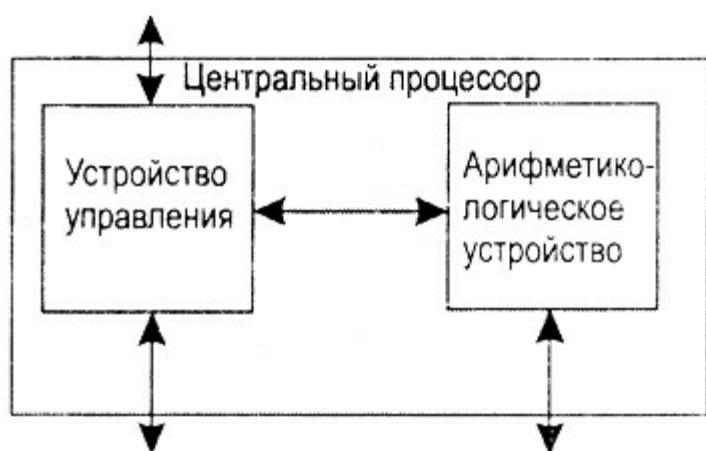 Центральный процессор
Устройство
управления
Арифметико-
логическое
устройство